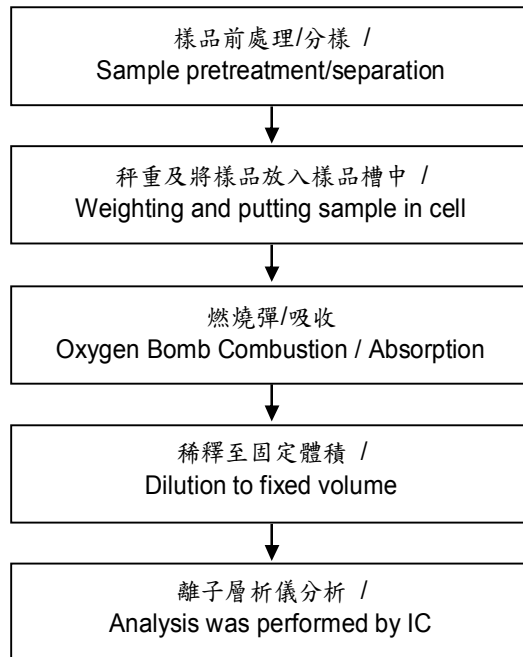 樣品前處理/分樣 /
Sample pretreatment/separation
秤重及將樣品放入樣品槽中 /
Weighting and putting sample in cell
燃燒彈/吸收
Oxygen Bomb Combustion / Absorption
稀釋至固定體積 /
Dilution to fixed volume
離子層析儀分析 /
Analysis was performed by IC